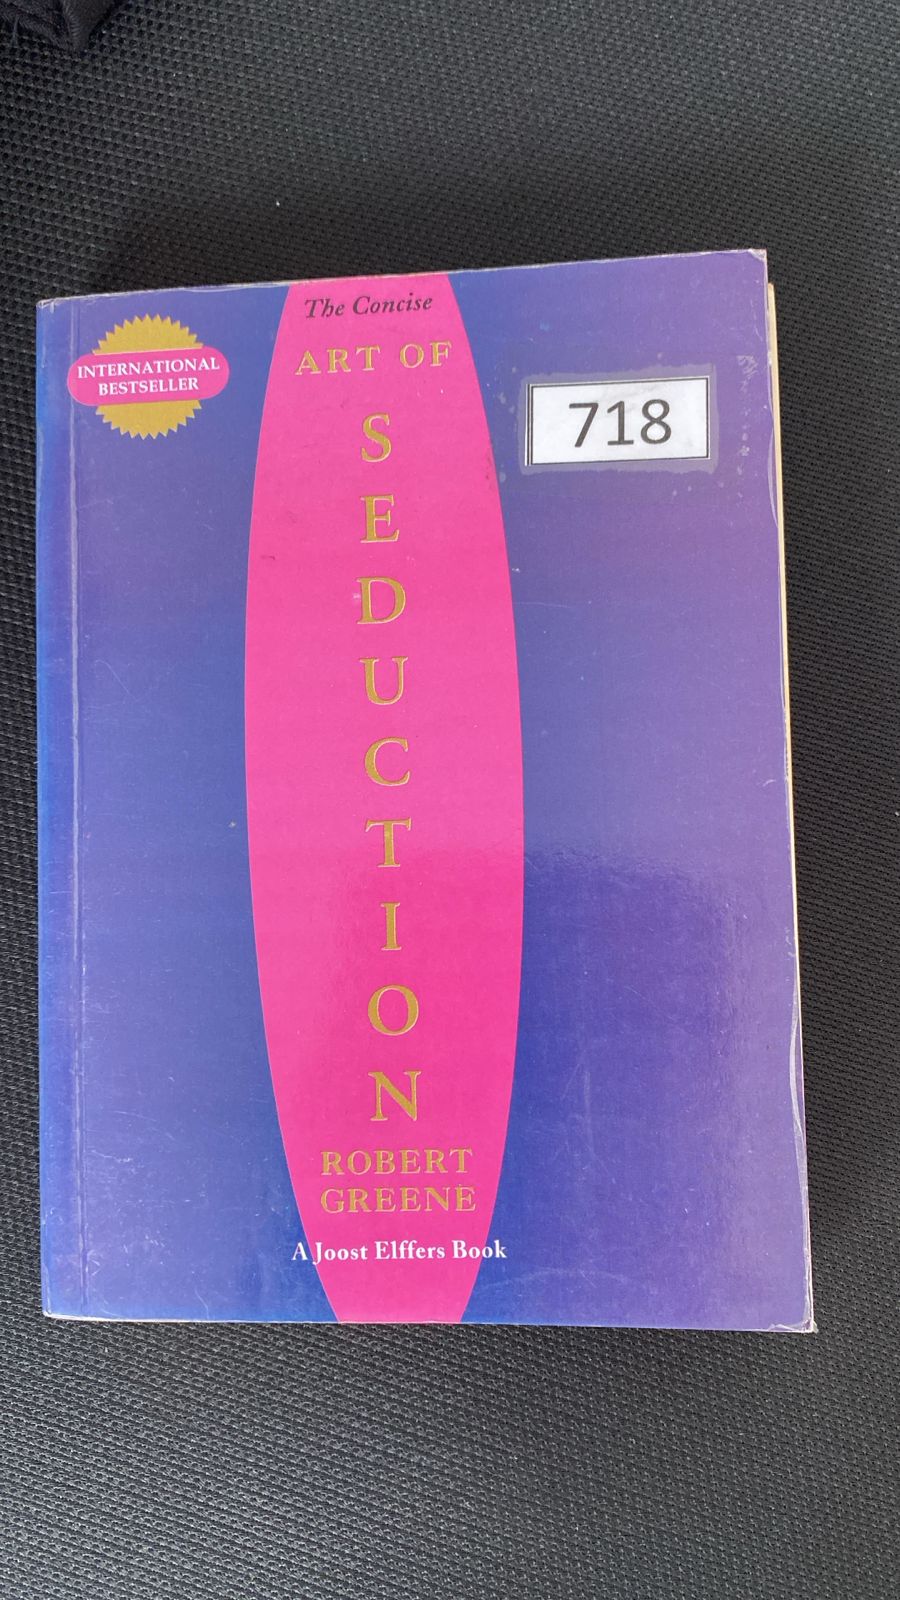 The Concise
ART OF
SEDUCTION
INTERNATIONAL
BESTSELLER
718
ROBERT
GREENE
A Joost Elffers Book